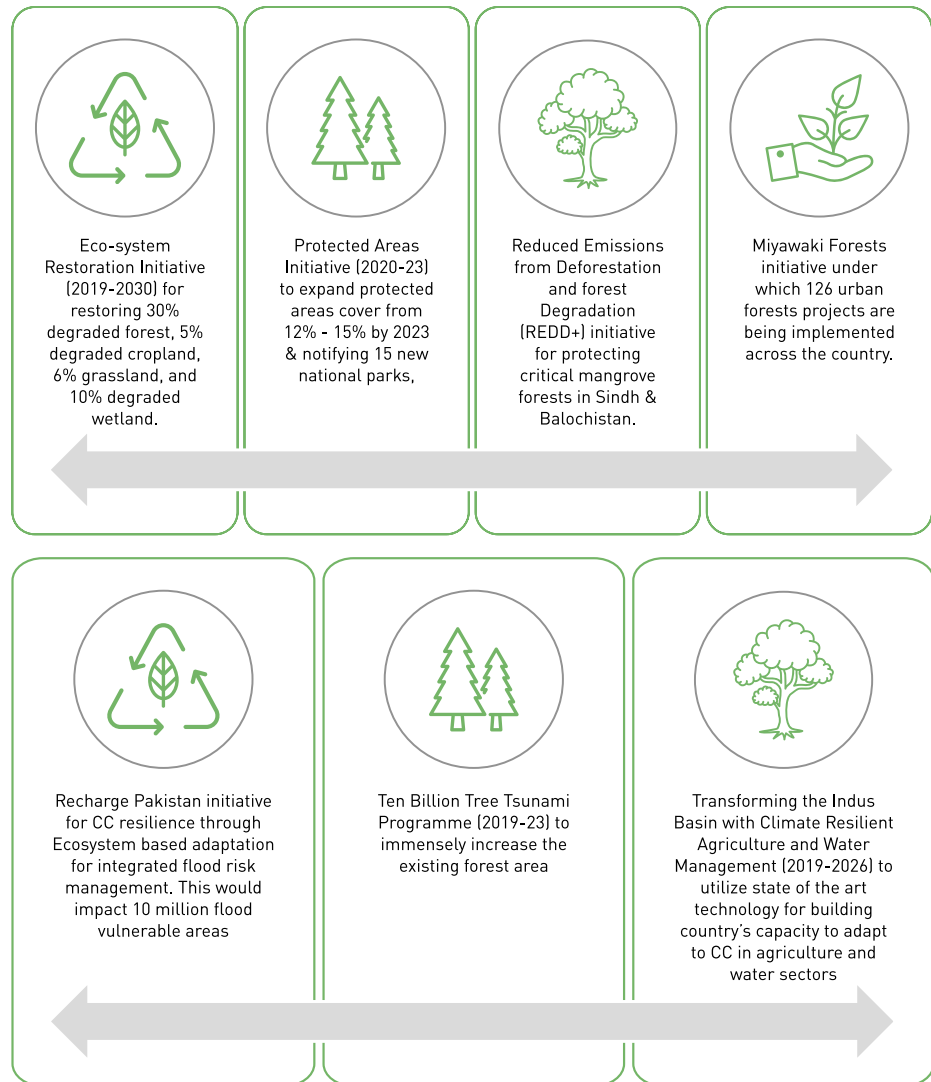 Eco-system
Restoration Initiative
(2019-2030) for
restoring 30%
degraded forest, 5%
degraded cropland,
6% grassland, and
10% degraded
wetland.
Protected Areas
Initiative (2020-23)
to expand protected
areas cover from
12% - 15% by 2023
& notifying 15 new
national parks,
Reduced Emissions
from Deforestation
and forest
Degradation
(REDD+) initiative
for protecting
critical mangrove
forests in Sindh &
Balochistan.
Miyawaki Forests
initiative under
which 126 urban
forests projects are
being implemented
across the country.
Recharge Pakistan initiative
for CC resilience through
Ecosystem based adaptation
for integrated flood risk
management. This would
impact 10 million flood
vulnerable areas
Ten Billion Tree Tsunami
Programme (2019-23) to
immensely increase the
existing forest area
Transforming the Indus
Basin with Climate Resilient
Agriculture and Water
Management (2019-2026) to
utilize state of the art
technology for building
country's capacity to adapt
to CC in agriculture and
water sectors